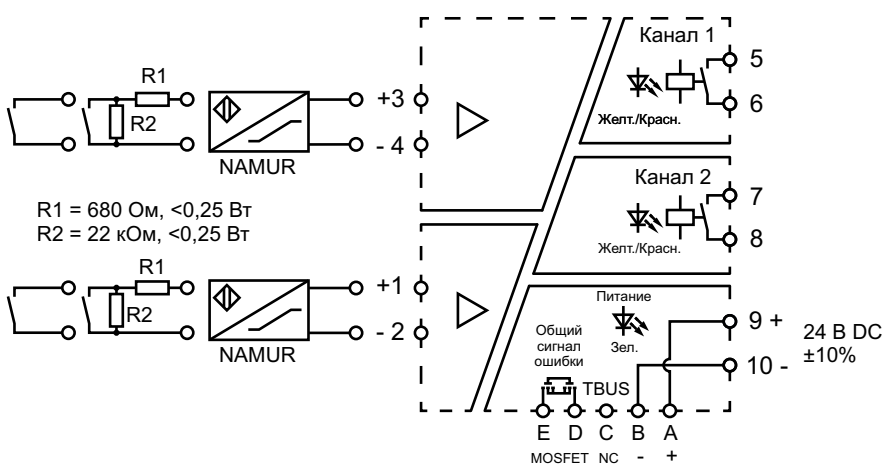 Канал 1
5
6
Желт./Красн.
R1
R2
+3
- 4
NAMUR
Канал 2
7
8
Желт./Красн.
R1 = 680 Ом, <0,25 Вт
R2 = 22 кОм, <0,25 Вт
R1
R2
+1
- 2
NAMUR
Питание
Зел.
9 +
10 -
24 В DC
±10%
Общий
сигнал
ошибки
TBUS
E D C B A
MOSFET NC - +